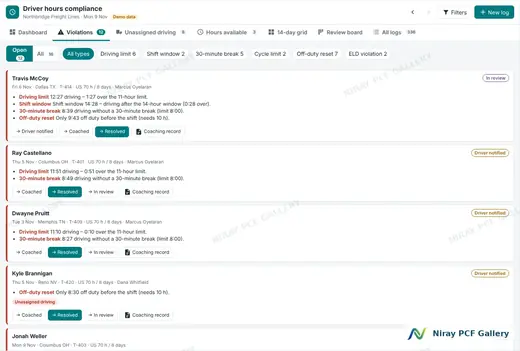 Driver hours compliance
Northbridge Freight Lines · Mon 9 Nov Demo data
Filters
+ New log
Dashboard
Violations 12
Unassigned driving
Hours available
14-day grid
Review board
All logs
Open 12
All
All types
Driving limit 6
Shift window 2
30-minute break 5
Cycle limit 2
Off-duty reset 7
ELD violation 2
Travis McCoy
In review
Fri 6 Nov · Dallas TX · T-414 · US 70 h / 8 days · Marcus Oyelaran
• Driving limit 12:27 driving – 1:27 over the 11-hour limit.
• Shift window Shift 14:28 – driving after the 14-hour window (0:28 over).
• 30-minute break 8:39 driving without a 30-minute break (limit 8:00).
• Off-duty reset Only 9:43 off duty before the shift (needs 10 h).
→ Driver notified
→ Coached
→ Resolved
Coaching record
Ray Castellano
Driver notified
Thu 5 Nov · Columbus OH · T-401 · US 70 h / 8 days · Marcus Oyelaran
• Driving limit 11:51 driving – 0:51 over the 11-hour limit.
• 30-minute break 8:49 driving without a 30-minute break (limit 8:00).
→ Coached
→ Resolved
→ In review
Coaching record
Dwayne Pruitt
Driver notified
Tue 3 Nov · Memphis TN · T-409 · US 70 h / 8 days · Marcus Oyelaran
• Driving limit 11:10 driving – 0:10 over the 11-hour limit.
• 30-minute break 8:27 driving without a 30-minute break (limit 8:00).
→ Coached
→ Resolved
→ In review
Coaching record
Kyle Brannigan
Driver notified
Thu 5 Nov · Reno NV · T-420 · US 70 h / 8 days · Dana Whitfield
• Off-duty reset Only 6:30 off duty before the shift (needs 10 h).
Unassigned driving
→ Coached
→ Resolved
→ In review
Coaching record
Jonah Weller
Wed 4 Nov · Columbus OH · T-403 · US 70 h / 8 days
Niray PCF Gallery
NIRAY PCF GALLERY